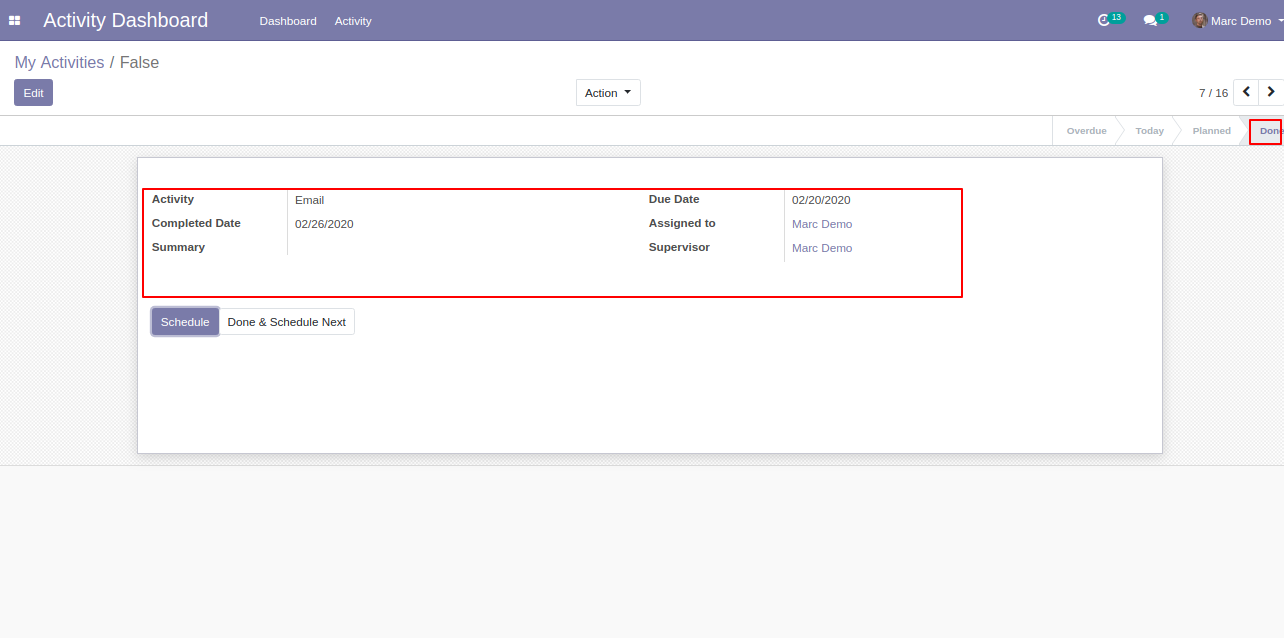 Activity Dashboard Dashboard Activity 13 1 Marc Demo
My Activities / False
Edit Action 7 / 16
Overdue Today Planned Done
Activity Email Due Date 02/20/2020
Completed Date 02/26/2020 Assigned to Marc Demo
Summary Supervisor Marc Demo
Schedule Done & Schedule Next